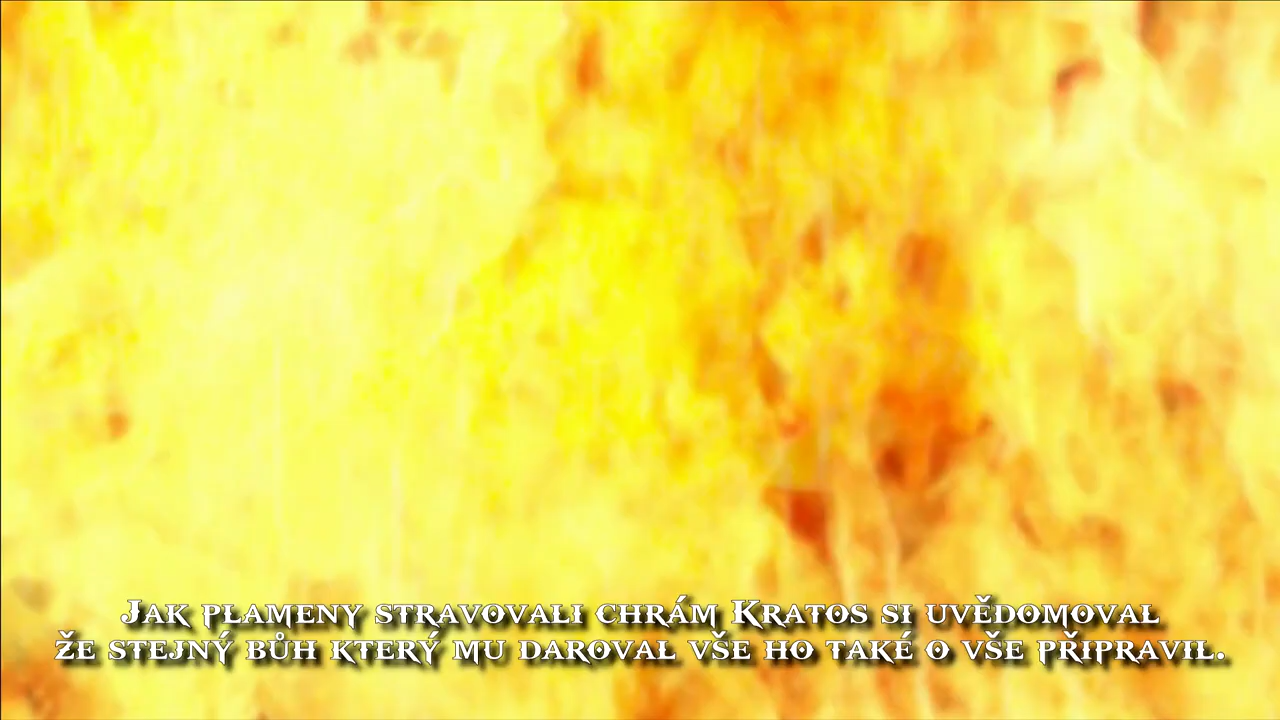 Jak plameny stravovali chrám Kratos si uvědomoval
že stejný bůh který mu daroval vše ho také o vše připravil.